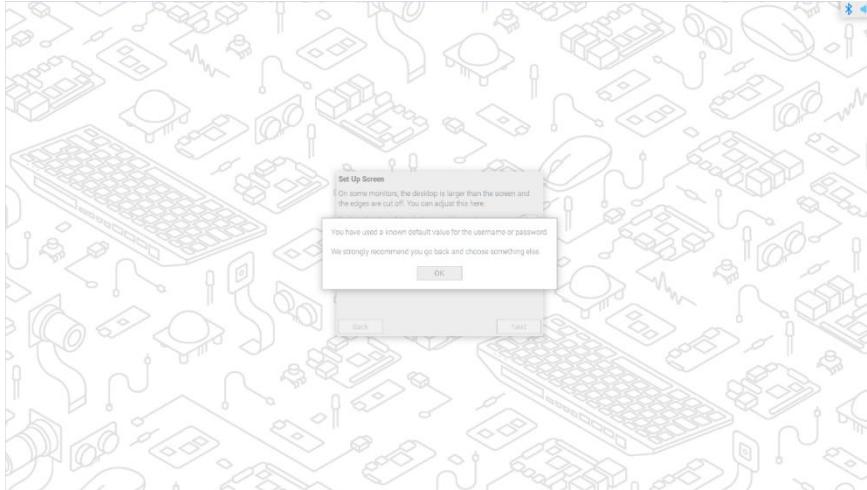 Set Up Screen
On some monitors, the desktop is larger than the screen and
the edges are cut off. You can adjust this here.
You have used a known default value for the username or password.
We strongly recommend you go back and choose something else.
OK
Back
Next